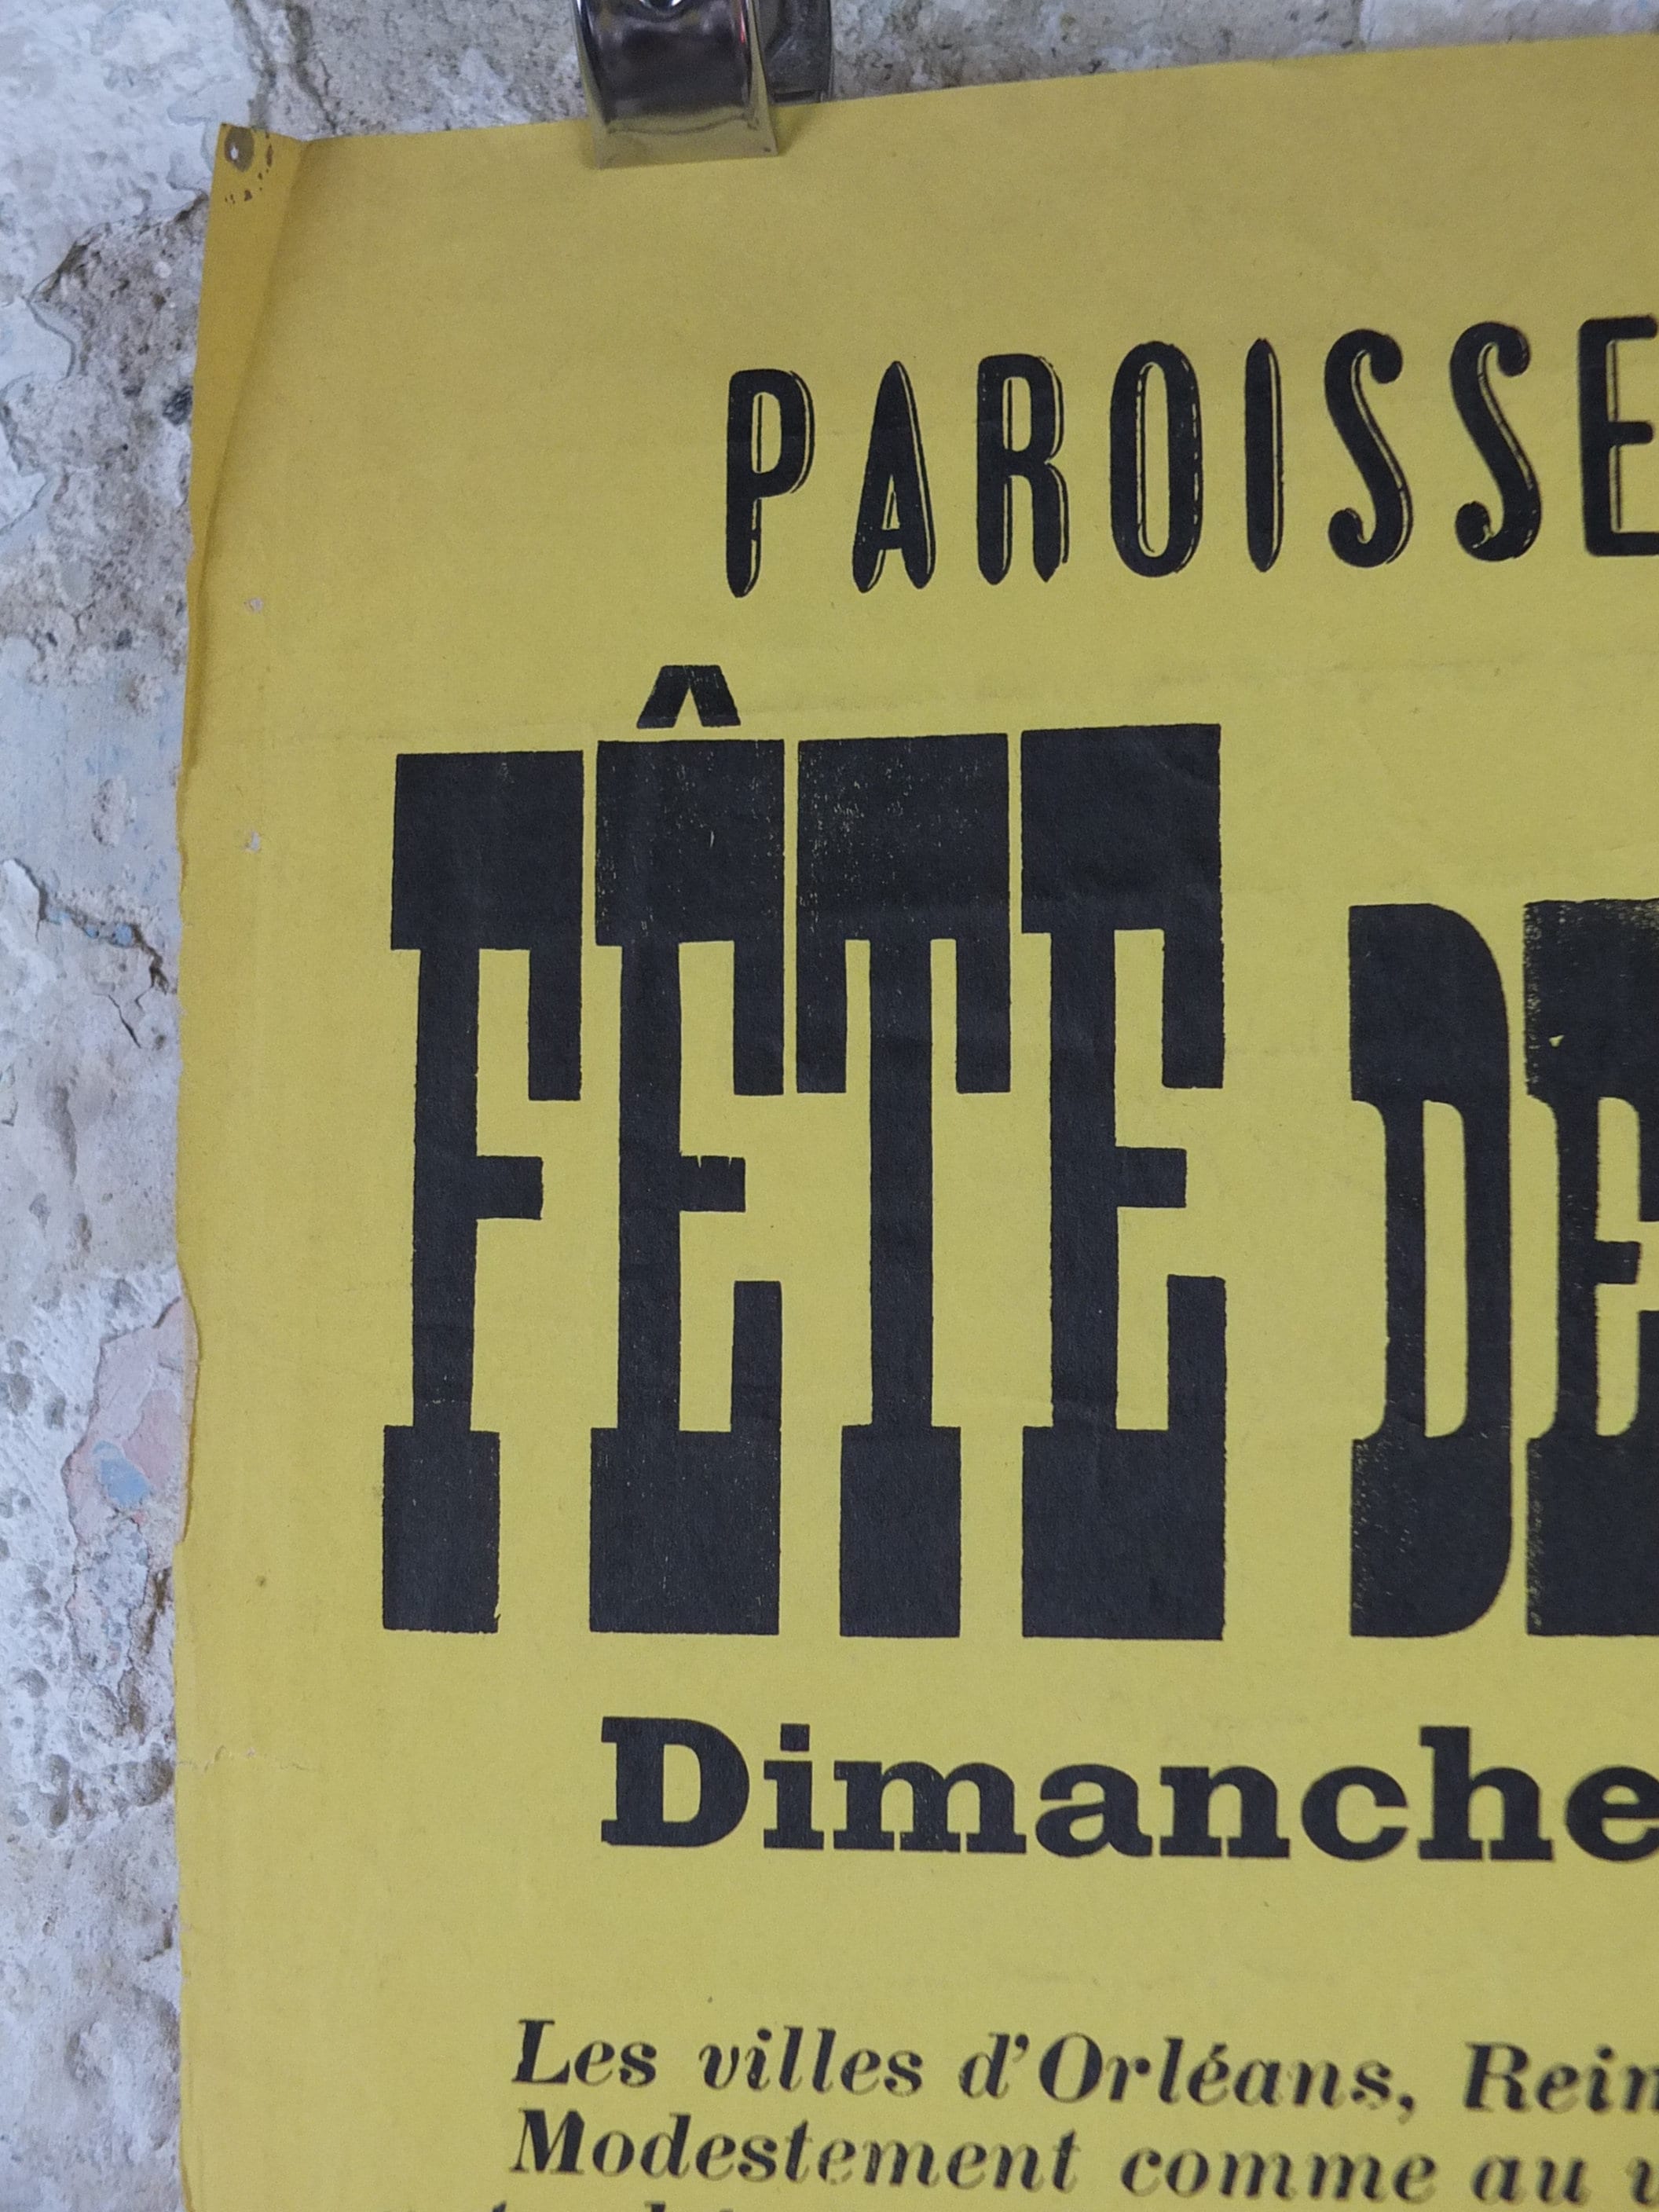 PAROISSE
FÊTE DE
Dimanche
Les villes d'Orléans,
Modestement comme au